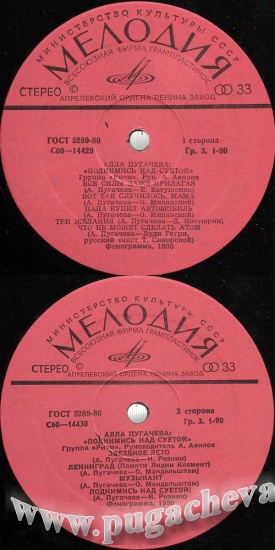 МИНИСТЕРСТВО КУЛЬТУРЫ СССР
МЕЛОДИЯ
ВСЕСОЮЗНАЯ ФИРМА ГРАМПЛАСТИНОК
СТЕРЕО
33
АПРЕЛЕВСКИЙ ОРДЕНА ЛЕНИНА ЗАВОД
ГОСТ 5289-80
1 сторона
С60—14429
Гр. 3. 1-90
АЛЛА ПУГАЧЕВА:
«ПОДНИМИСЬ НАД СУЕТОЙ»
Группа «Ритм». Рук. А. Авилов
ВСЕ СИЛЫ ДАЖЕ ПРИЛАГАЯ
(А. Пугачева—Е. Евтушенко)
ВОТ ТАК СЛУЧИЛОСЬ, МАМА
(А. Пугачева—О. Милявский)
ПАПА КУПИЛ АВТОМОБИЛЬ
(А. Пугачева—О. Милявский)
ТРИ ЖЕЛАНИЯ (А. Пугачева—Л. Костторин)
ЧТО НЕ МОЖЕТ СДЕЛАТЬ АТОМ
(А. Пугачева—Вуди Гатри,
русский текст Т. Сикорской)
Фонограмма, 1980
МИНИСТЕРСТВО КУЛЬТУРЫ СССР
МЕЛОДИЯ
ВСЕСОЮЗНАЯ ФИРМА ГРАМПЛАСТИНОК
СТЕРЕО
33
АПРЕЛЕВСКИЙ ОРДЕНА ЛЕНИНА ЗАВОД
ГОСТ 5289-80
2 сторона
С60—14430
Гр. 3. 1-90
АЛЛА ПУГАЧЕВА:
«ПОДНИМИСЬ НАД СУЕТОЙ»
Группа «Ритм». Руководитель А. Авилов
ЗВЕЗДНОЕ ЛЕТО
(А. Пугачева—И. Резник)
ЛЕНИНГРАД (Памяти Лидии Клемент)
(А. Пугачева—О. Мандельштам)
МУЗЫКАНТ
(А. Пугачева—О. Мандельштам)
ПОДНИМИСЬ НАД СУЕТОЙ!
(А. Пугачева—И. Резник)
Фонограмма, 1980
www.pugacheva